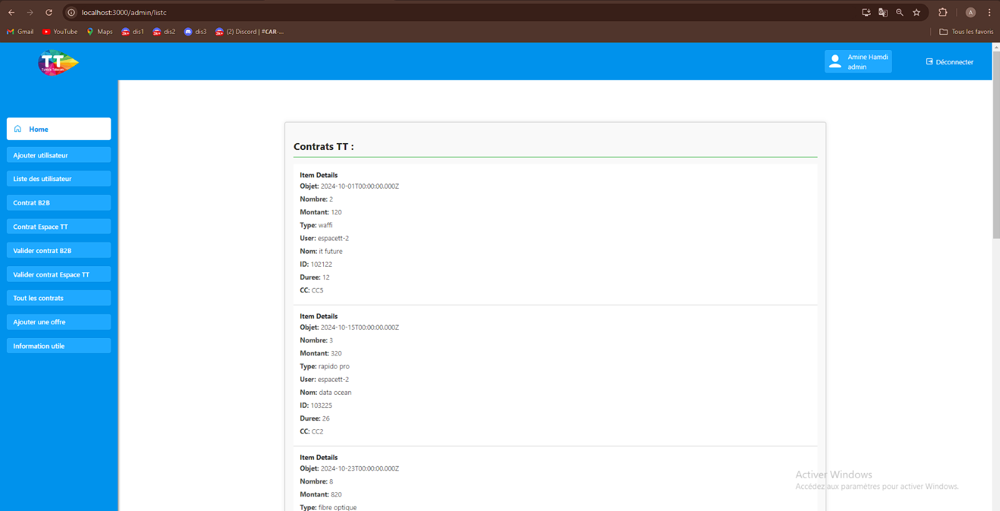 localhost:3000/admin/listc
A
Gmail
YouTube
Maps
dis1
dis2
dis3
(2) Discord | #CAR-...
Tous les favoris
TT
Tunisie Telecom
Amine Hamdi
admin
Déconnecter
Home
Ajouter utilisateur
Liste des utilisateur
Contrat B2B
Contrat Espace TT
Valider contrat B2B
Valider contrat Espace TT
Tout les contrats
Ajouter une offre
Information utile
Contrats TT :
Item Details
Objet: 2024-10-01T00:00:00.000Z
Nombre: 2
Montant: 120
Type: waffi
User: espacett-2
Nom: it future
ID: 102122
Duree: 12
CC: CC5
Item Details
Objet: 2024-10-15T00:00:00.000Z
Nombre: 3
Montant: 320
Type: rapido pro
User: espacett-2
Nom: data ocean
ID: 103225
Duree: 26
CC: CC2
Item Details
Objet: 2024-10-23T00:00:00.000Z
Nombre: 8
Montant: 820
Type: fibre optique
Activer Windows
Accédez aux paramètres pour activer Windows.